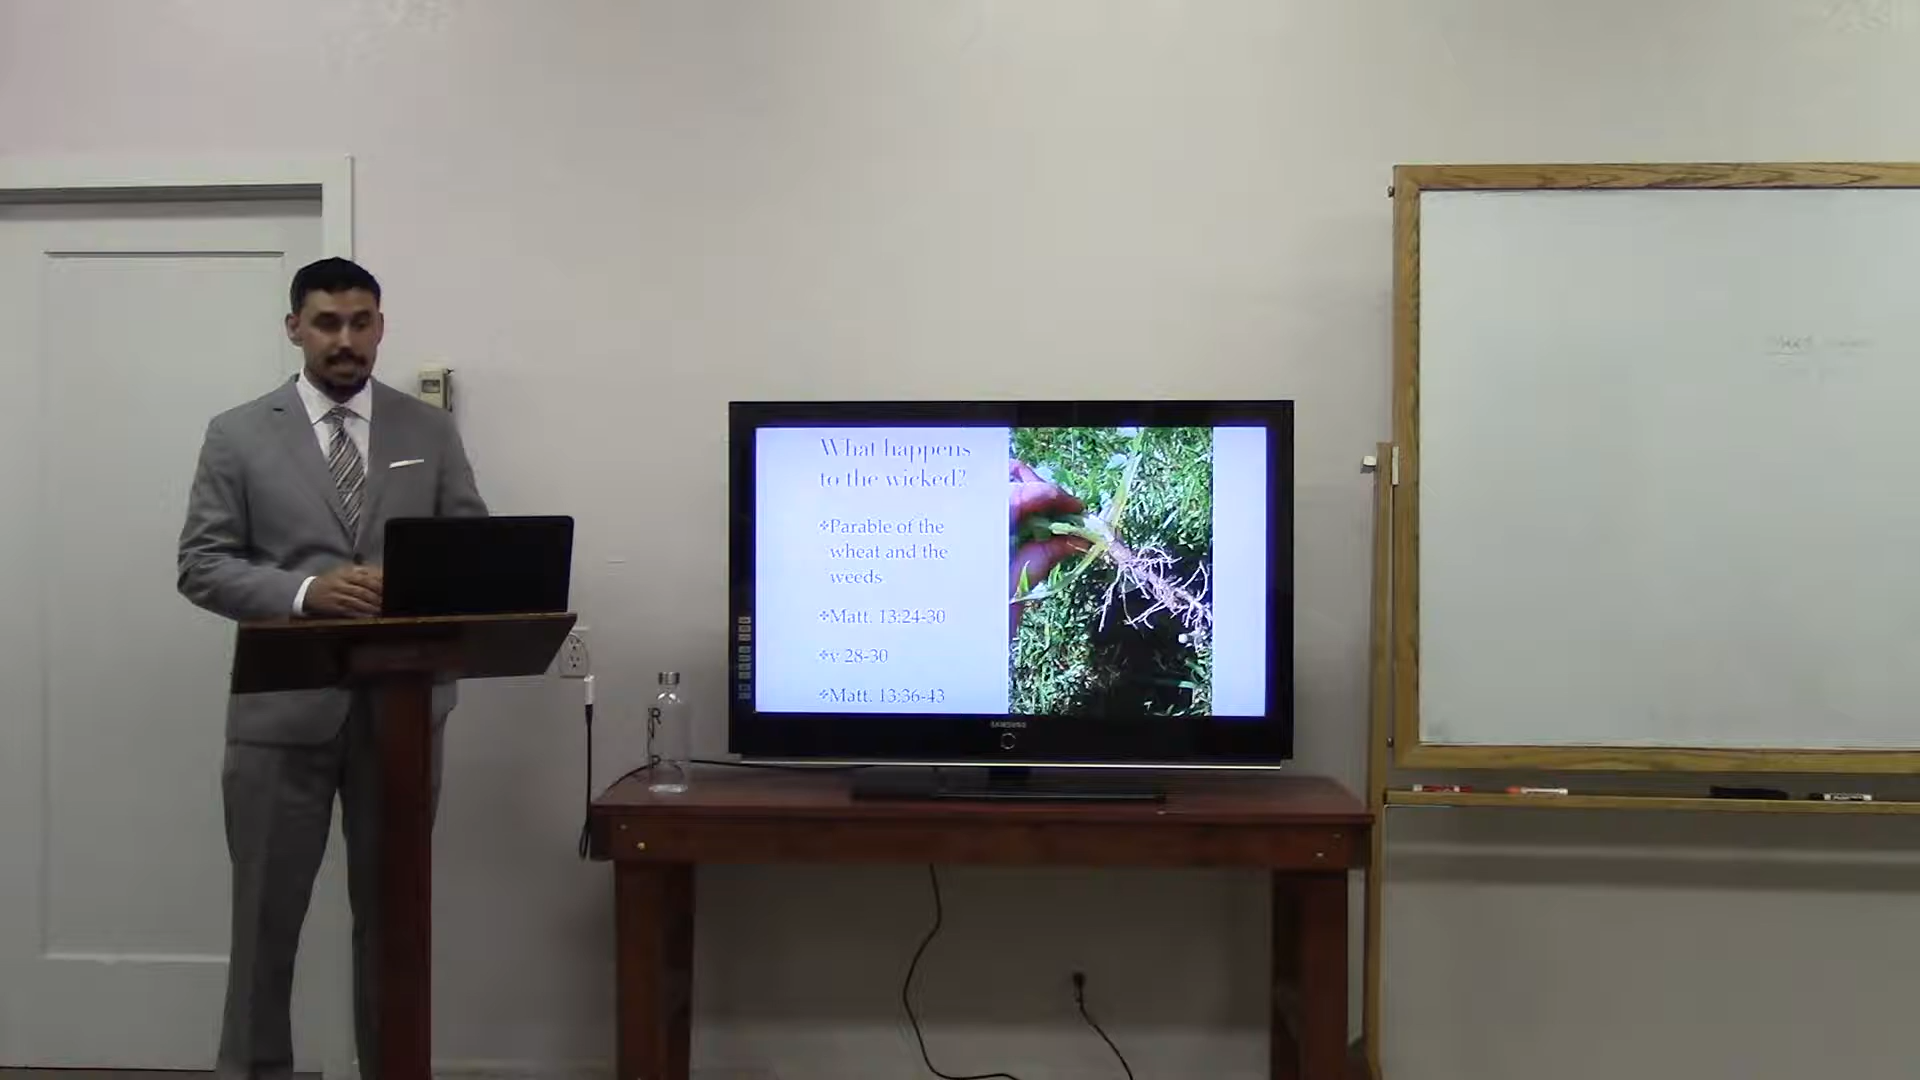 What happens
to the wicked?
❖Parable of the
wheat and the
weeds
❖Matt. 13:24-30
❖v. 28-30
❖Matt. 13:36-43
SAMSUNG